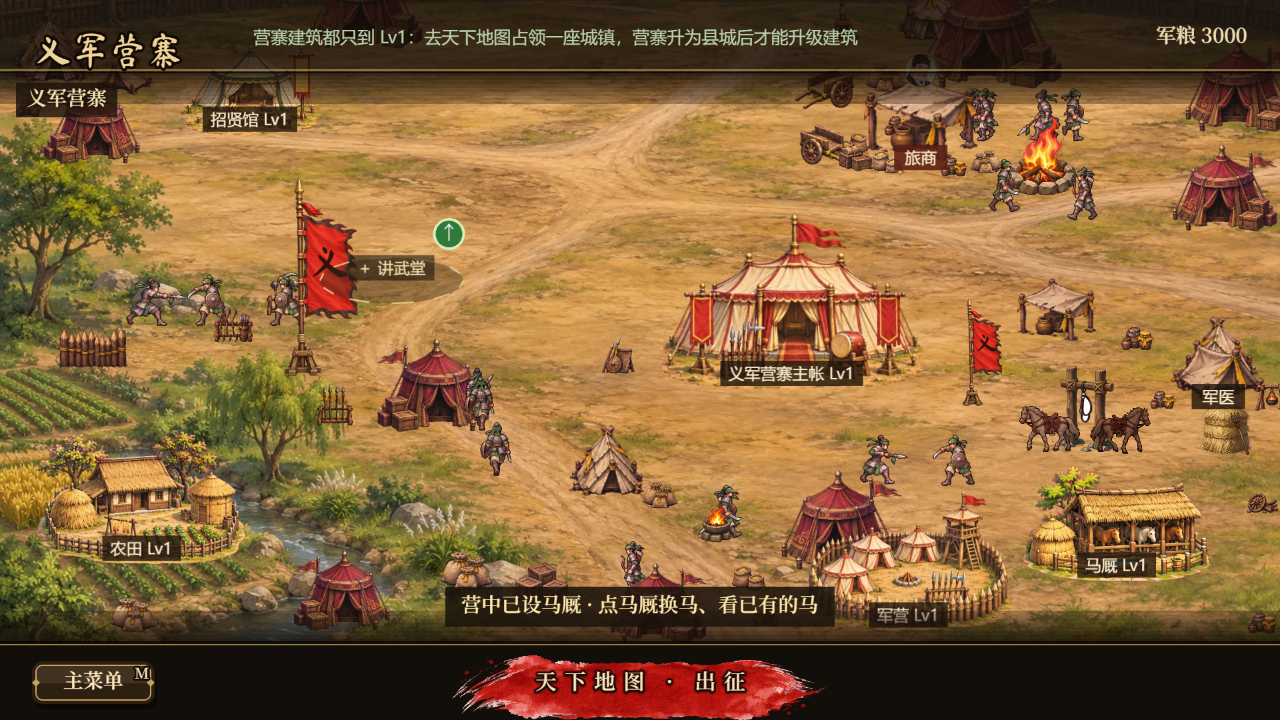 义军营寨
营寨建筑都只到 Lv1：去天下地图占领一座城镇，营寨升为县城后才能升级建筑
军粮 3000
义军营寨
招贤馆 Lv1
旅商
义
+ 讲武堂
义
义军营寨主帐 Lv1
军医
农田 Lv1
马厩 Lv1
营中已设马厩 · 点马厩换马、看已有的马
军营 Lv1
主菜单 M
天下地图 · 出征